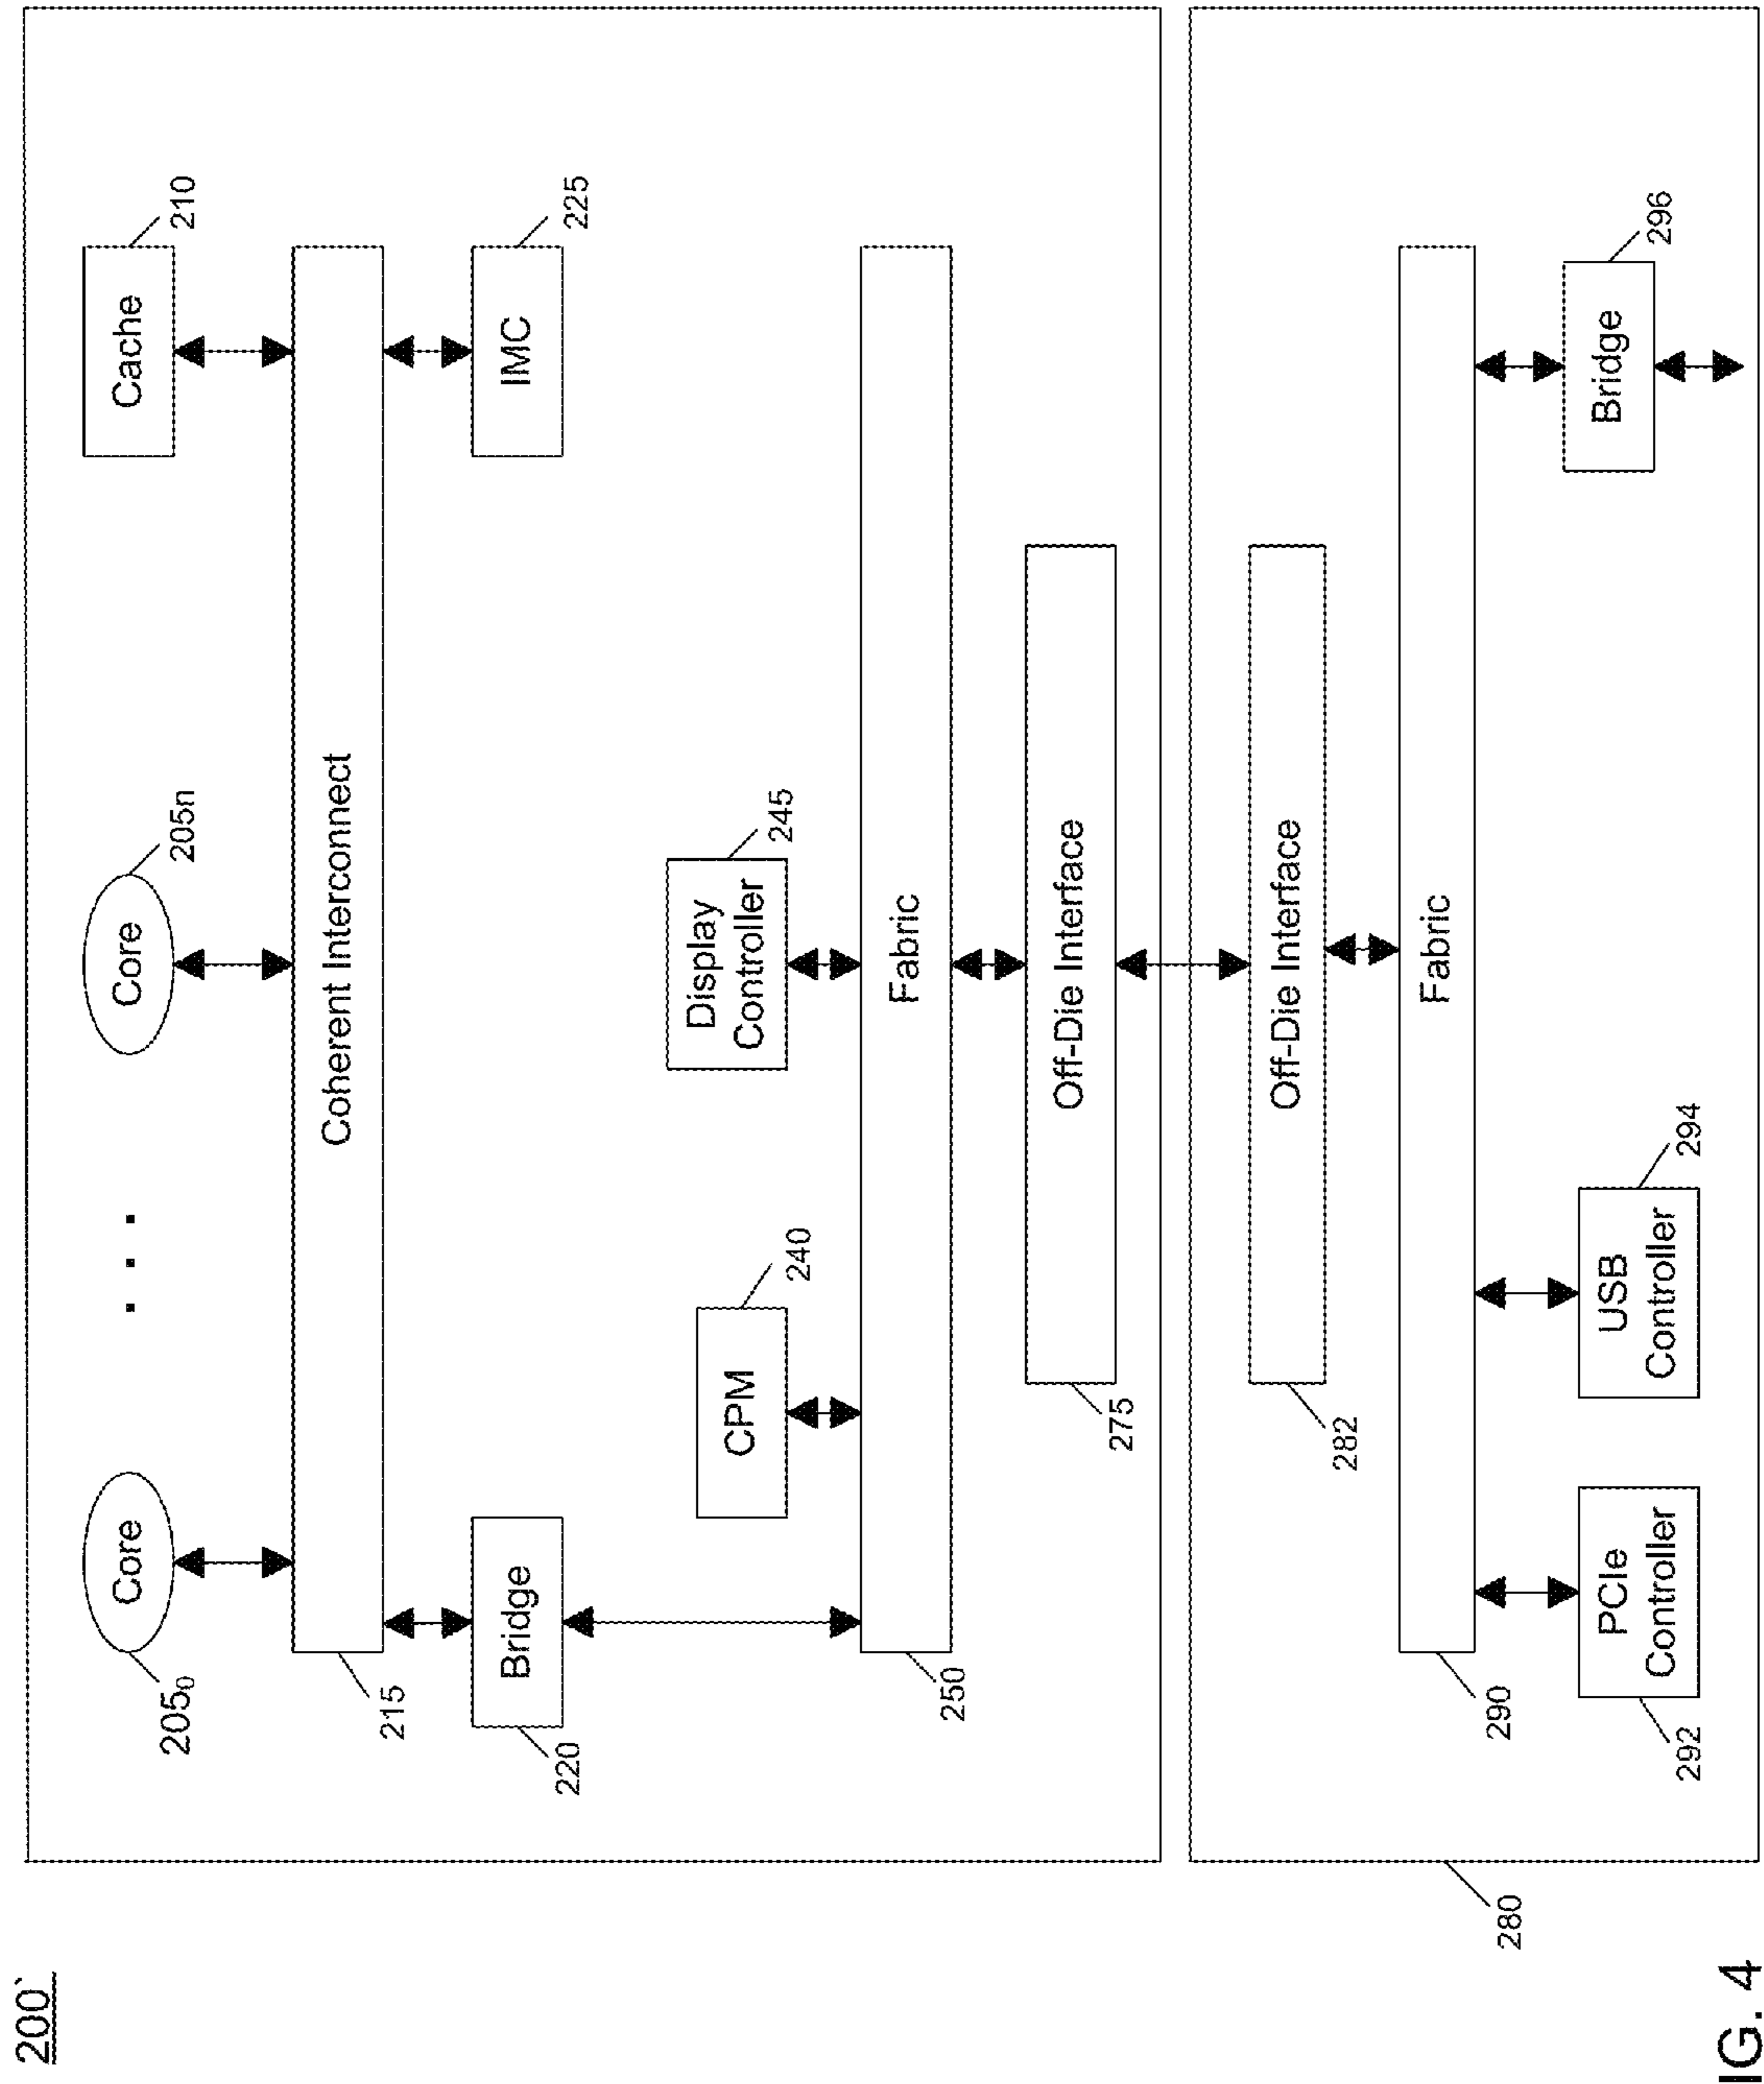 200`
Core
205₀
. . .
Core
205n
Cache
210
Coherent Interconnect
215
Bridge
220
IMC
225
CPM
240
Display
Controller
245
Fabric
250
Off-Die Interface
275
Off-Die Interface
282
Fabric
290
PCIe
Controller
292
USB
Controller
294
Bridge
296
280
IG. 4